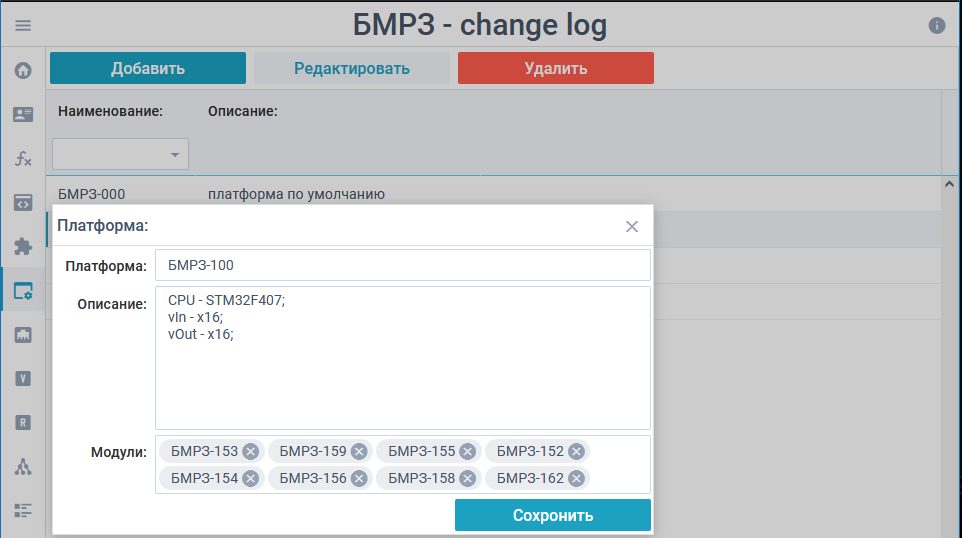 БМРЗ - change log
Добавить Редактировать Удалить
Наименование: Описание:
fx
БМРЗ-000 платформа по умолчанию
Платформа:
Платформа: БМРЗ-100
Описание: CPU - STM32F407;
vIn - x16;
vOut - x16;
V
R
Модули: БМРЗ-153 БМРЗ-159 БМРЗ-155 БМРЗ-152
БМРЗ-154 БМРЗ-156 БМРЗ-158 БМРЗ-162
Сохронить